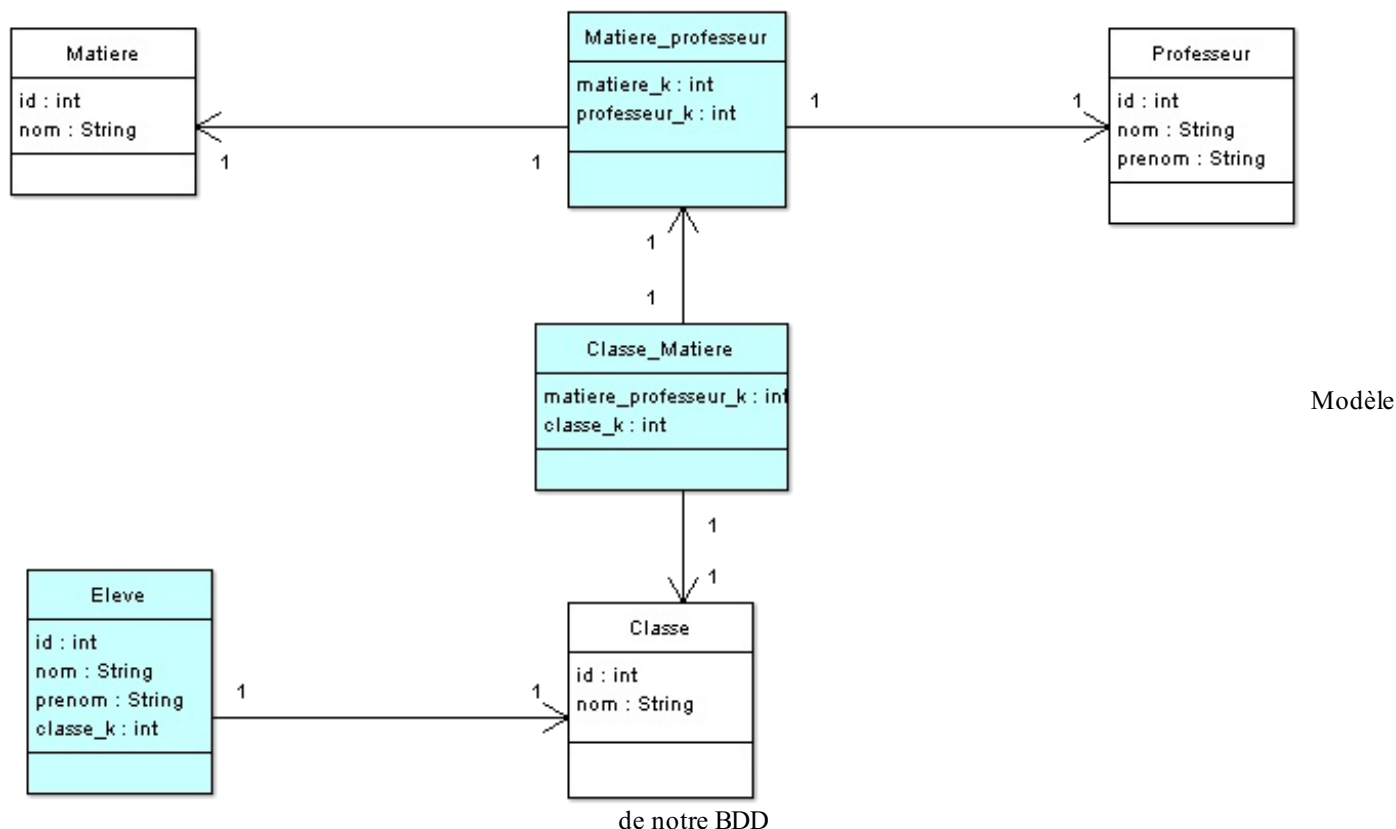 Matiere
id : int
nom : String
1
Matiere_professeur
matiere_k : int
professeur_k : int
1
1
1
Professeur
id : int
nom : String
prenom : String
1
1
Classe_Matiere
matiere_professeur_k : int
classe_k : int
Modèle
1
1
Eleve
id : int
nom : String
prenom : String
classe_k : int
1
1
Classe
id : int
nom : String
de notre BDD